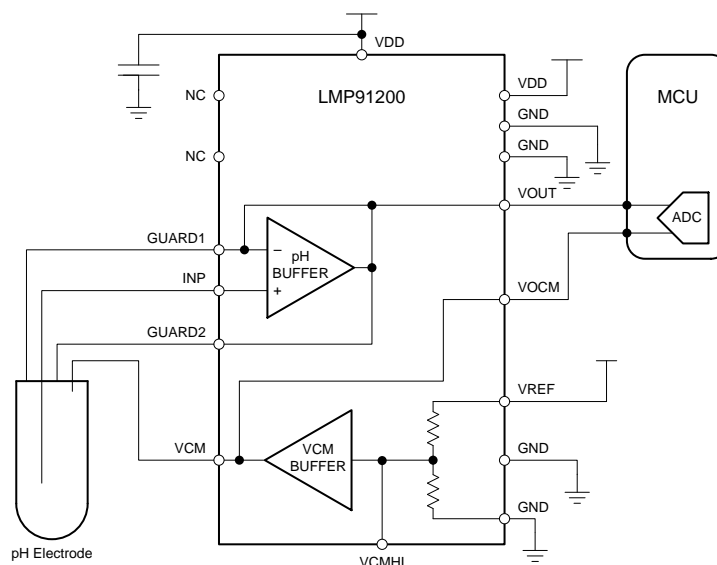 VDD
VDD
LMP91200
MCU
NC
GND
GND
NC
VOUT
ADC
GUARD1
−
pH
BUFFER
INP
+
VOCM
GUARD2
VREF
VCM
VCM
BUFFER
GND
GND
pH Electrode
VCMHI